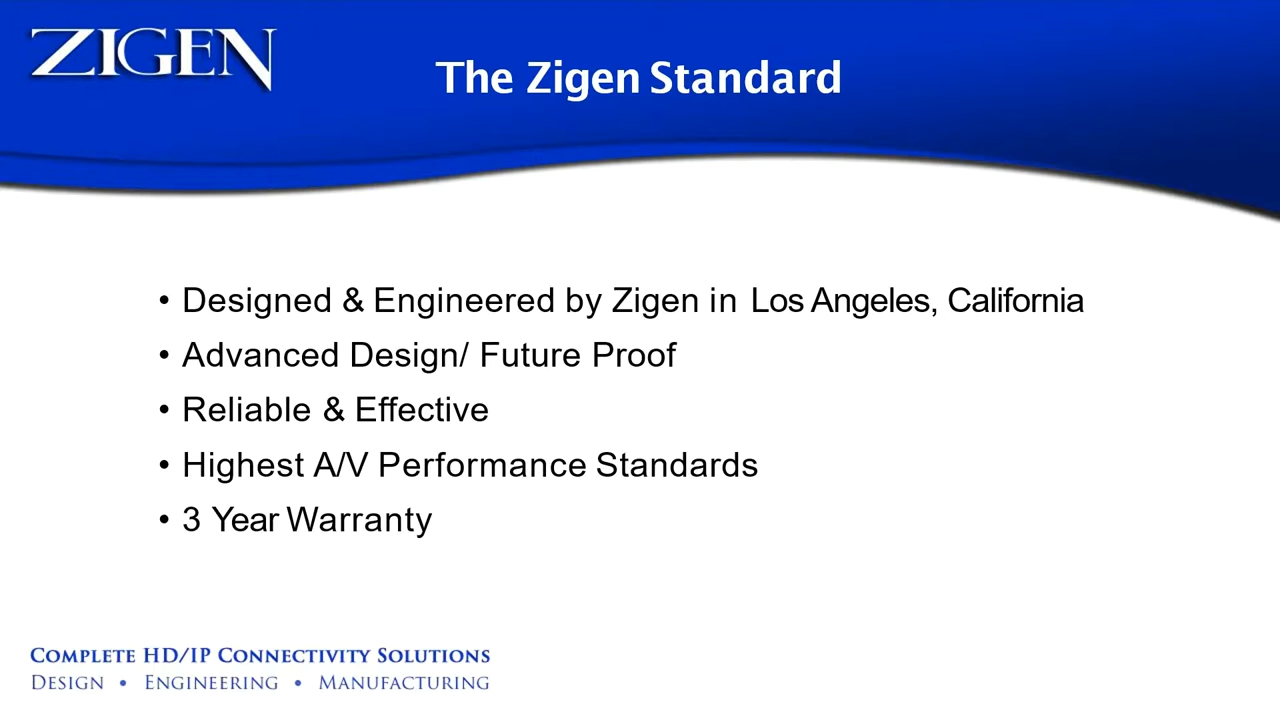 ZIGEN
The Zigen Standard
• Designed & Engineered by Zigen in Los Angeles, California
• Advanced Design/ Future Proof
• Reliable & Effective
• Highest A/V Performance Standards
• 3 Year Warranty
COMPLETE HD/IP CONNECTIVITY SOLUTIONS
DESIGN • ENGINEERING • MANUFACTURING